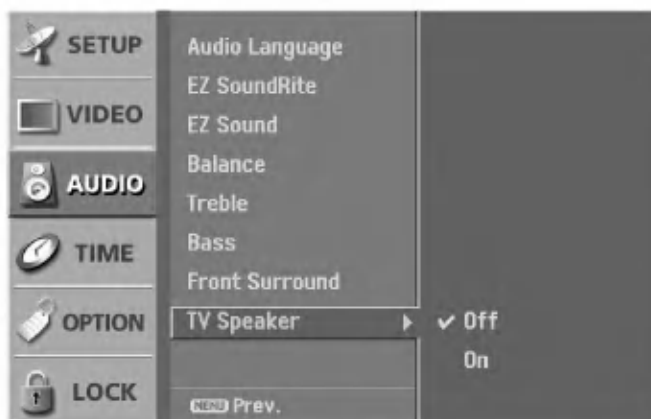 SETUP
VIDEO
AUDIO
TIME
OPTION
LOCK
Audio Language
EZ SoundRite
EZ Sound
Balance
Treble
Bass
Front Surround
TV Speaker
Off
On
MENU Prev.